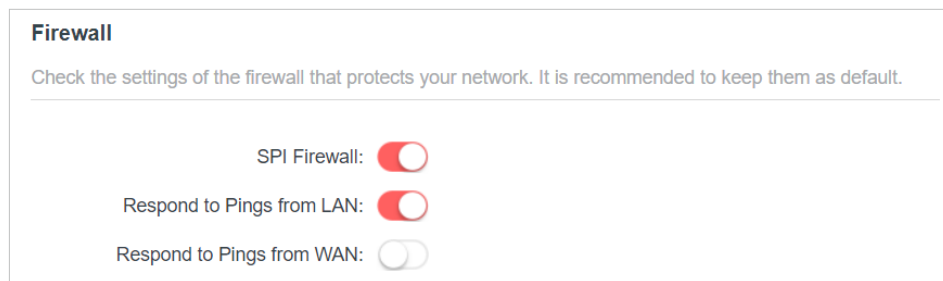 Firewall
Check the settings of the firewall that protects your network. It is recommended to keep them as default.
SPI Firewall:
Respond to Pings from LAN:
Respond to Pings from WAN: